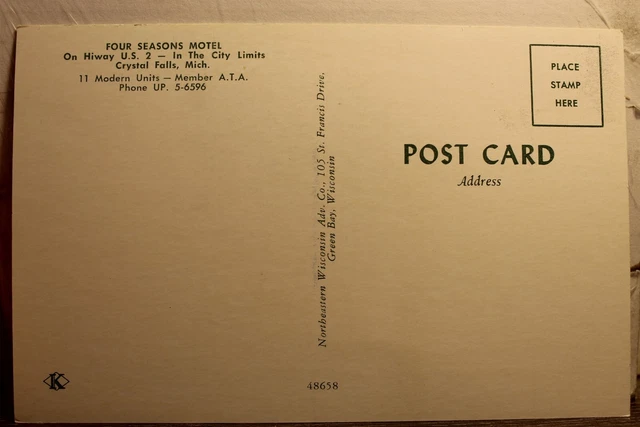 FOUR SEASONS MOTEL
On Hiway U.S. 2 — In The City Limits
Crystal Falls, Mich.
11 Modern Units — Member A.T.A.
Phone UP. 5-6596
Northeastern Wisconsin Adv. Co., 105 St. Francis Drive,
Green Bay, Wisconsin
PLACE
STAMP
HERE
POST CARD
Address
K
48658